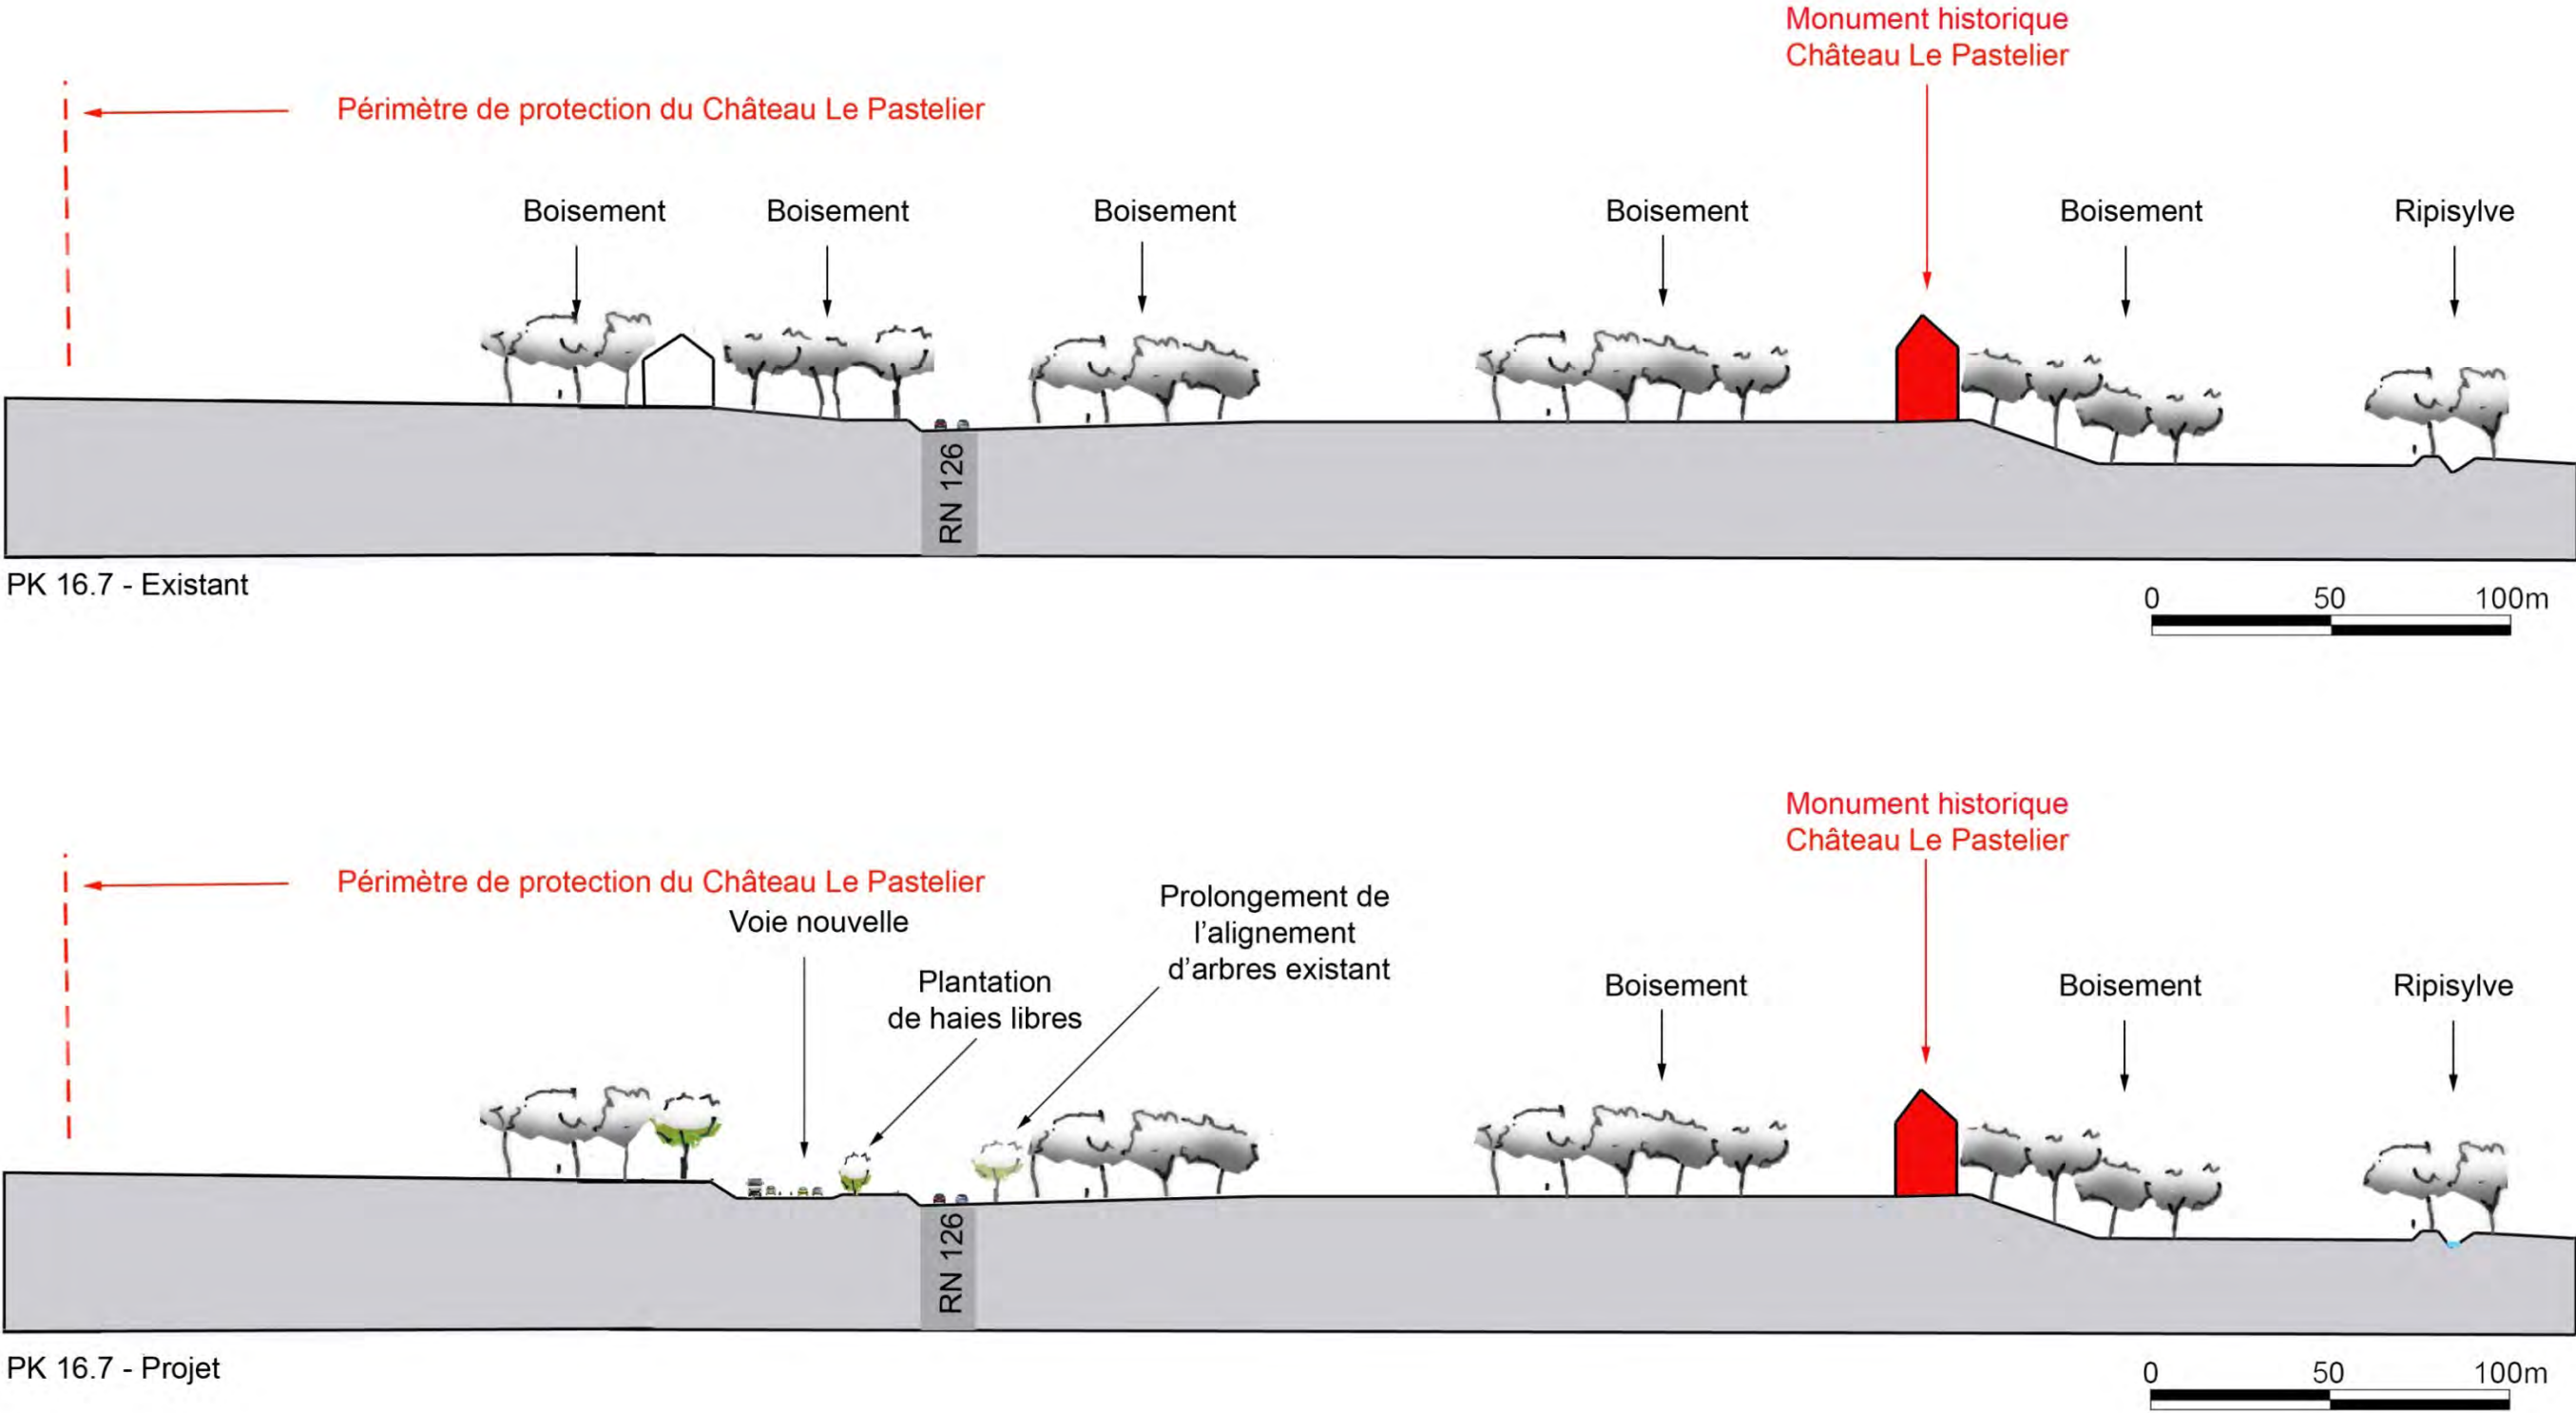 Monument historique
Château Le Pastelier
Périmètre de protection du Château Le Pastelier
Boisement
Boisement
Boisement
Boisement
Boisement
Ripisylve
RN 126
PK 16.7 - Existant
0 50 100m
Monument historique
Château Le Pastelier
Périmètre de protection du Château Le Pastelier
Voie nouvelle
Plantation
de haies libres
Prolongement de
l’alignement
d’arbres existant
Boisement
Boisement
Ripisylve
RN 126
PK 16.7 - Projet
0 50 100m